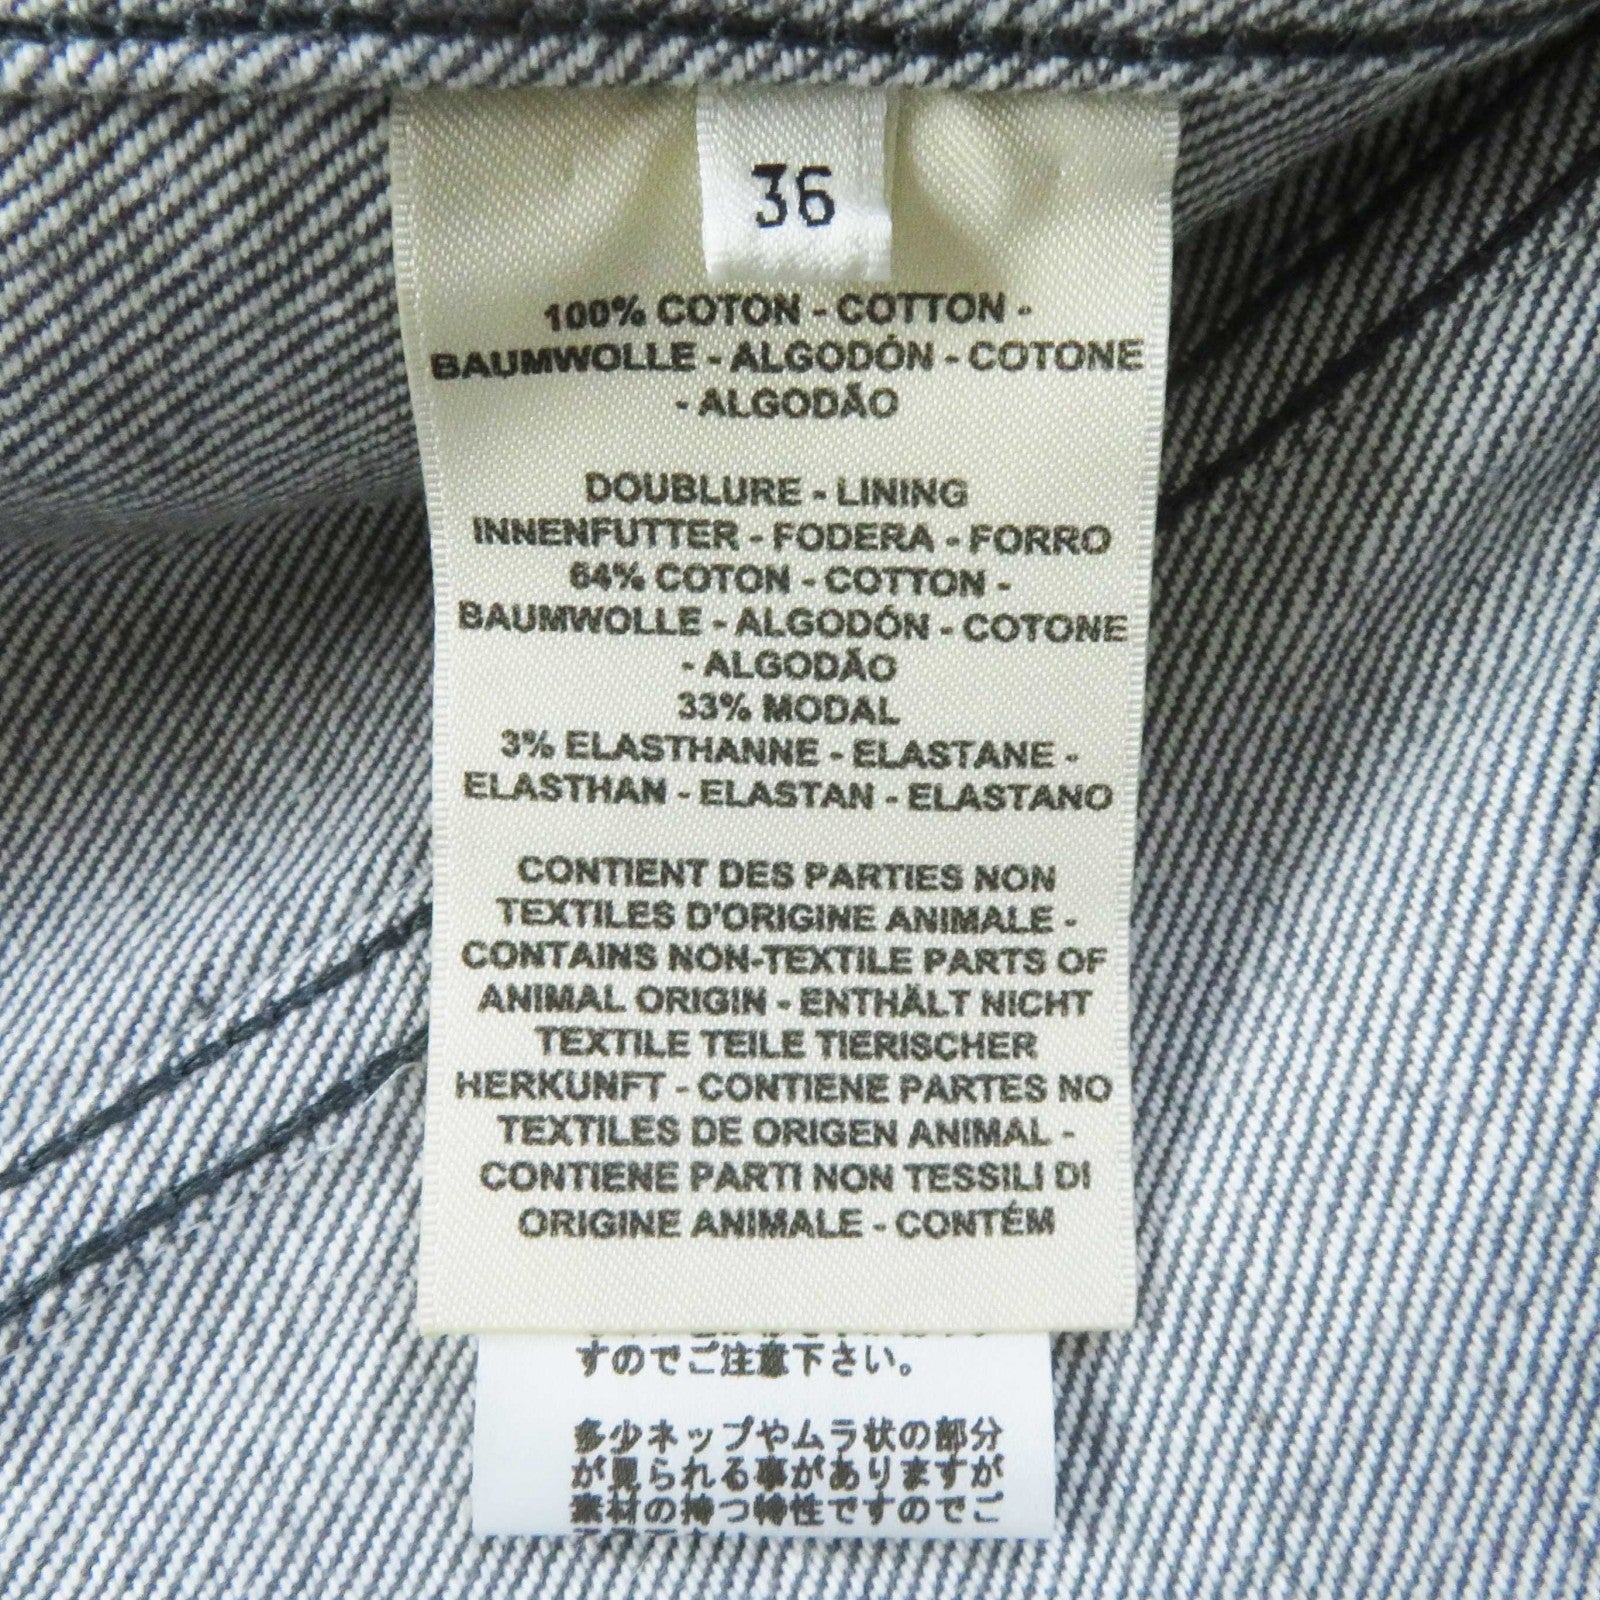 36
100% COTON - COTTON -
BAUMWOLLE - ALGODÓN - COTONE
- ALGODÃO
DOUBLURE - LINING
INNENFUTTER - FODERA - FORRO
64% COTON - COTTON -
BAUMWOLLE - ALGODÓN - COTONE
- ALGODÃO
33% MODAL
3% ELASTHANNE - ELASTANE -
ELASTHAN - ELASTAN - ELASTANO
CONTIENT DES PARTIES NON
TEXTILES D'ORIGINE ANIMALE -
CONTAINS NON-TEXTILE PARTS OF
ANIMAL ORIGIN - ENTHÄLT NICHT
TEXTILE TEILE TIERISCHER
HERKUNFT - CONTIENE PARTES NO
TEXTILES DE ORIGEN ANIMAL -
CONTIENE PARTI NON TESSILI DI
ORIGINE ANIMALE - CONTÉM
すのでご注意下さい。
多少ネップやムラ状の部分
が見られる事がありますが
素材の持つ特性ですのでご